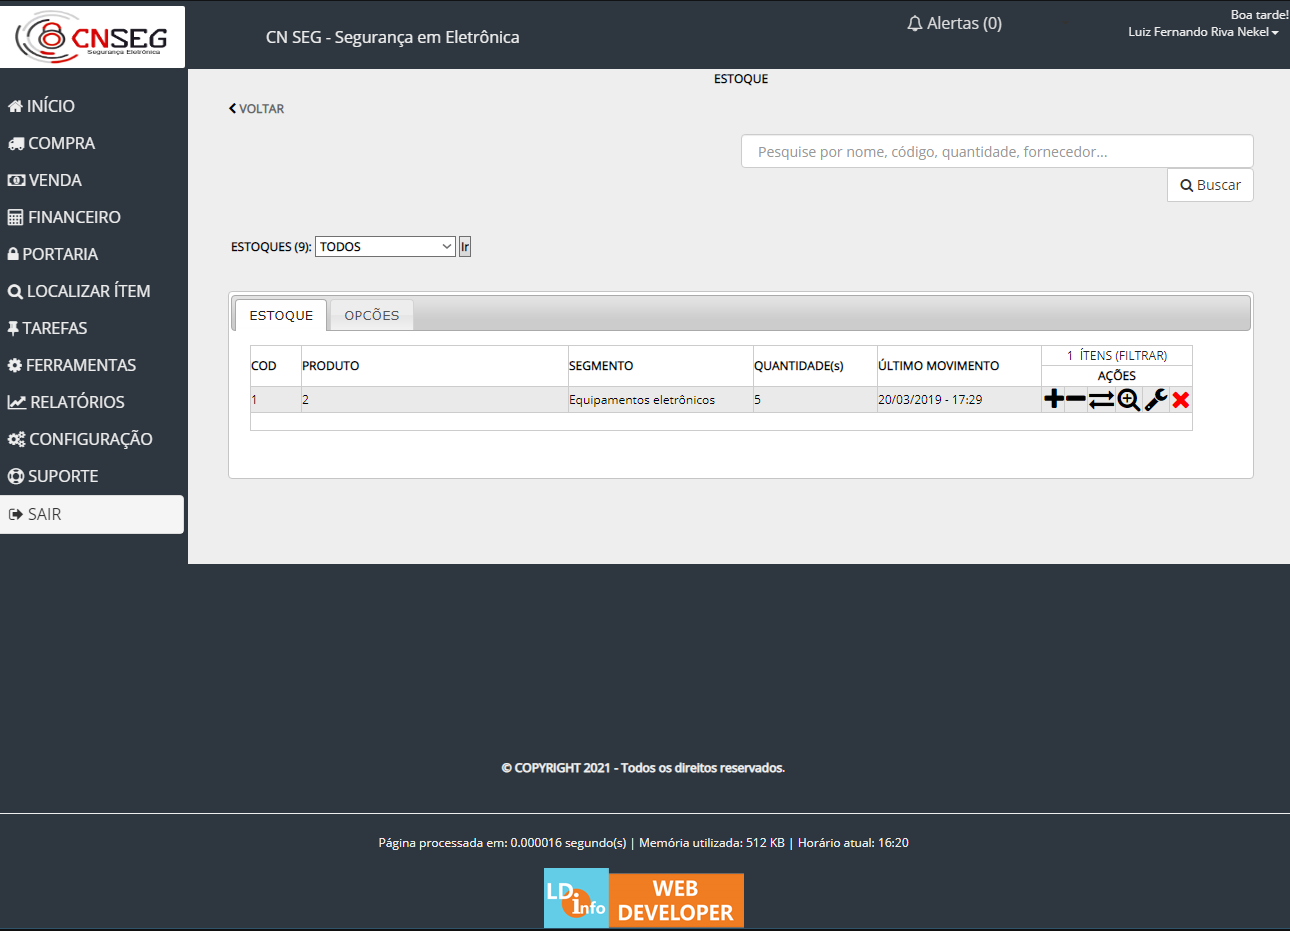 CNSEG
Segurança Eletrônica
CN SEG - Segurança em Eletrônica
Alertas (0)
Boa tarde!
Luiz Fernando Riva Nekel
INÍCIO
COMPRA
VENDA
FINANCEIRO
PORTARIA
LOCALIZAR ÍTEM
TAREFAS
FERRAMENTAS
RELATÓRIOS
CONFIGURAÇÃO
SUPORTE
SAIR
ESTOQUE
VOLTAR
Pesquise por nome, código, quantidade, fornecedor...
Buscar
ESTOQUES (9): TODOS Ir
ESTOQUE OPCÕES
COD PRODUTO SEGMENTO QUANTIDADE(s) ÚLTIMO MOVIMENTO 1 ÍTENS (FILTRAR)
AÇÕES
1 2 Equipamentos eletrônicos 5 20/03/2019 - 17:29
© COPYRIGHT 2021 - Todos os direitos reservados.
Página processada em: 0.000016 segundo(s) | Memória utilizada: 512 KB | Horário atual: 16:20
LD info
WEB
DEVELOPER